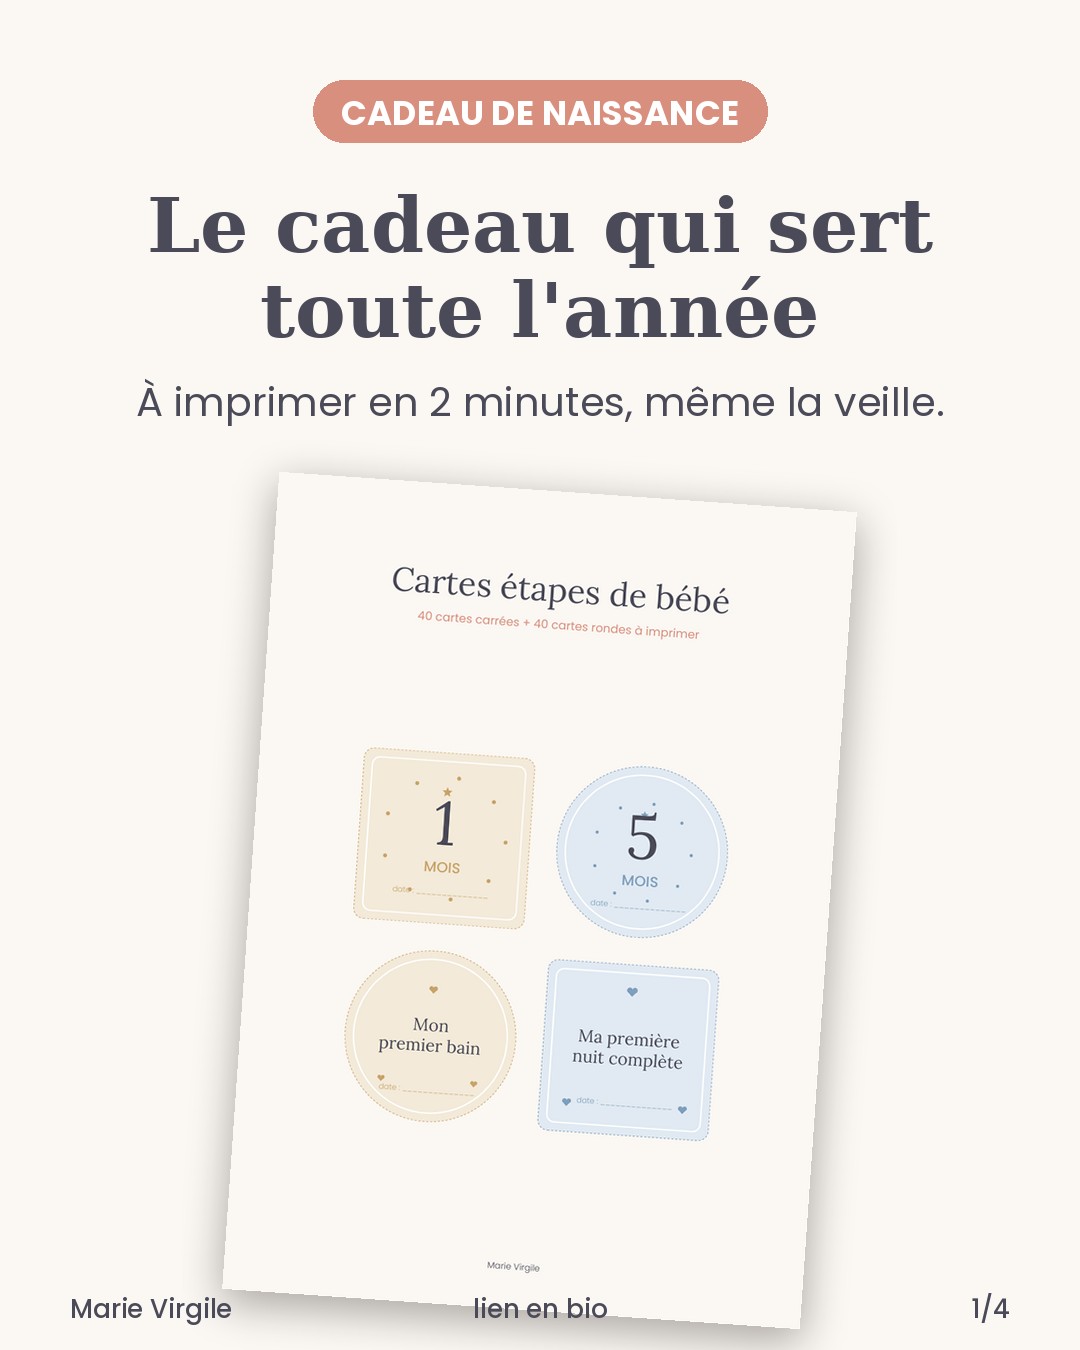 CADEAU DE NAISSANCE
Le cadeau qui sert
toute l'année
À imprimer en 2 minutes, même la veille.
Cartes étapes de bébé
40 cartes carrées + 40 cartes rondes à imprimer
1
MOIS
date :
5
MOIS
date :
Mon
premier bain
date :
Ma première
nuit complète
date :
Marie Virgile
Marie Virgile
lien en bio
1/4